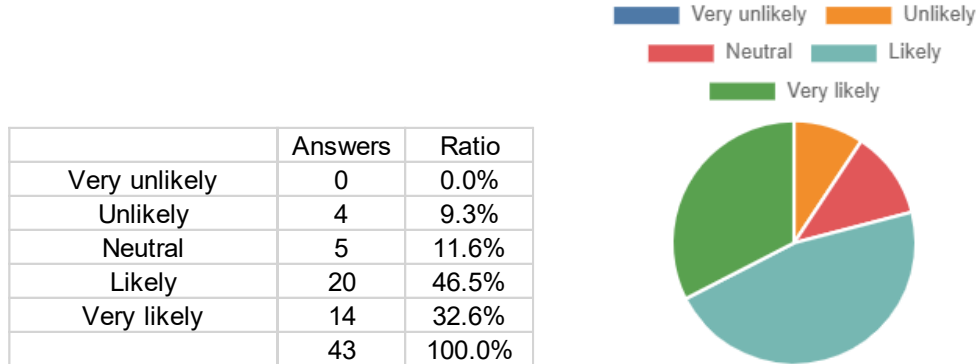 Very unlikely Unlikely
Neutral Likely
Very likely
Answers Ratio
Very unlikely 0 0.0%
Unlikely 4 9.3%
Neutral 5 11.6%
Likely 20 46.5%
Very likely 14 32.6%
43 100.0%